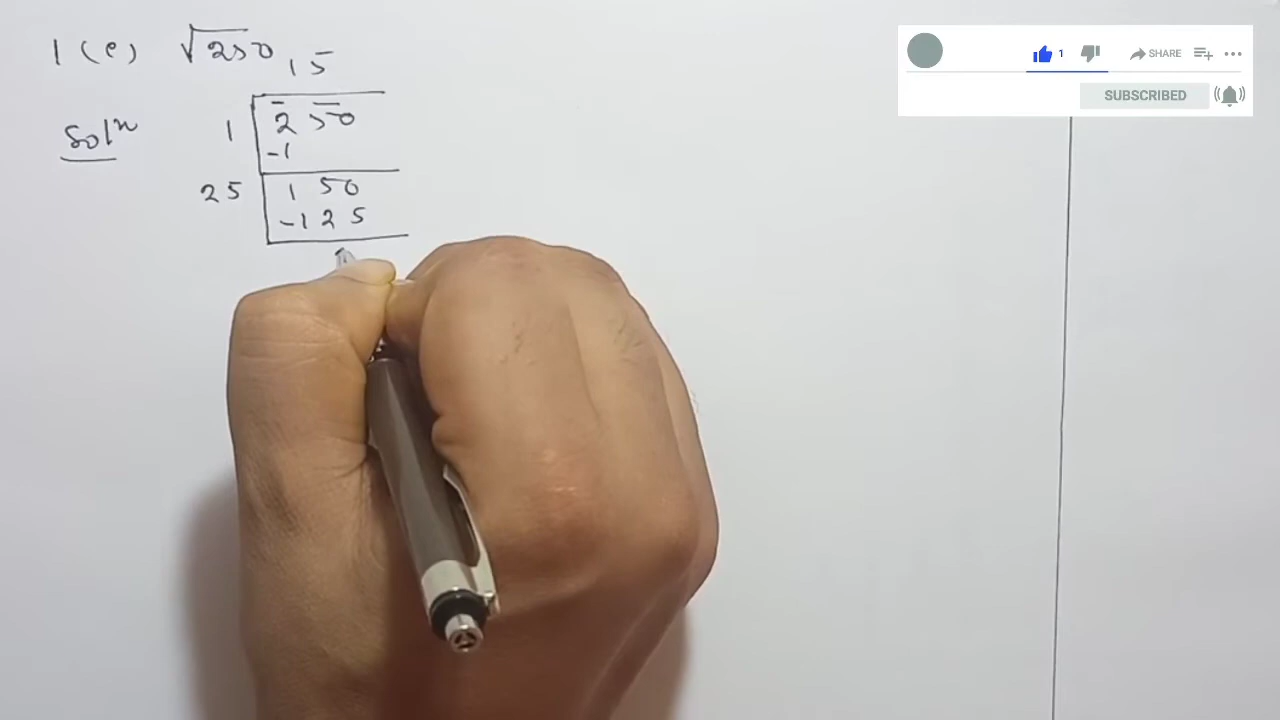 1 (e) √250
15
Solⁿ 1 2 50
-1
25 1 50
-1 2 5
1 SHARE
SUBSCRIBED